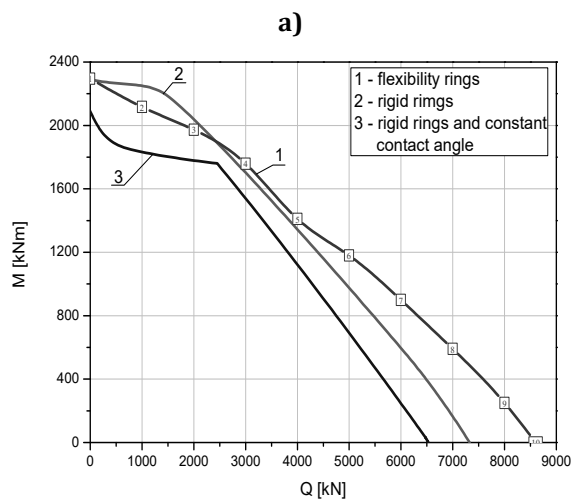 a)
2400
2000
1600
1200
800
400
0
M [kNm]
0 1000 2000 3000 4000 5000 6000 7000 8000 9000
Q [kN]
1 - flexibility rings
2 - rigid rimgs
3 - rigid rings and constant
contact angle
2
1
3
2
3
4
5
6
7
8
9
10